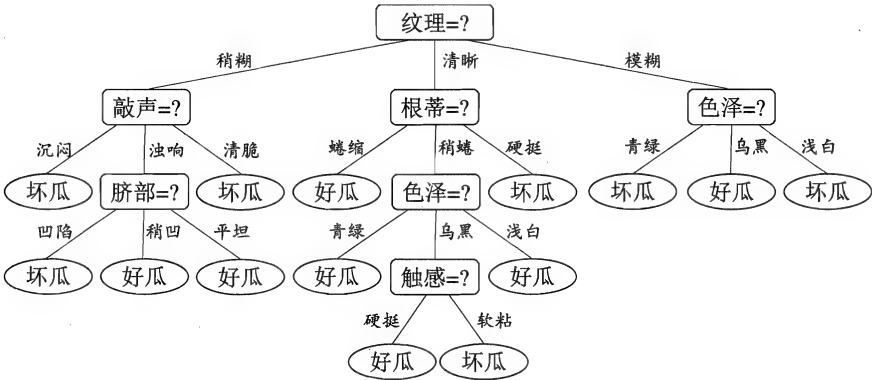 纹理=?
稍糊 清晰 模糊
敲声=? 根蒂=? 色泽=?
沉闷 浊响 清脆 蜷缩 稍蜷 硬挺 青绿 乌黑 浅白
坏瓜 脐部=? 坏瓜 好瓜 色泽=? 坏瓜 坏瓜 好瓜 坏瓜
凹陷 稍凹 平坦 青绿 乌黑 浅白
坏瓜 好瓜 好瓜 好瓜 触感=? 好瓜
硬挺 软粘
好瓜 坏瓜